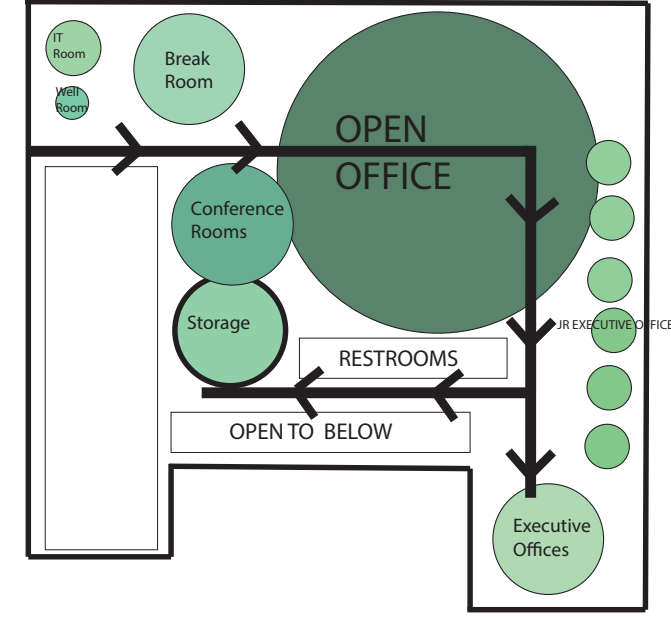 IT
Room
Break
Room
Well
Room
OPEN
OFFICE
Conference
Rooms
Storage
JR EXECUTIVE OFFICE
RESTROOMS
OPEN TO BELOW
Executive
Offices